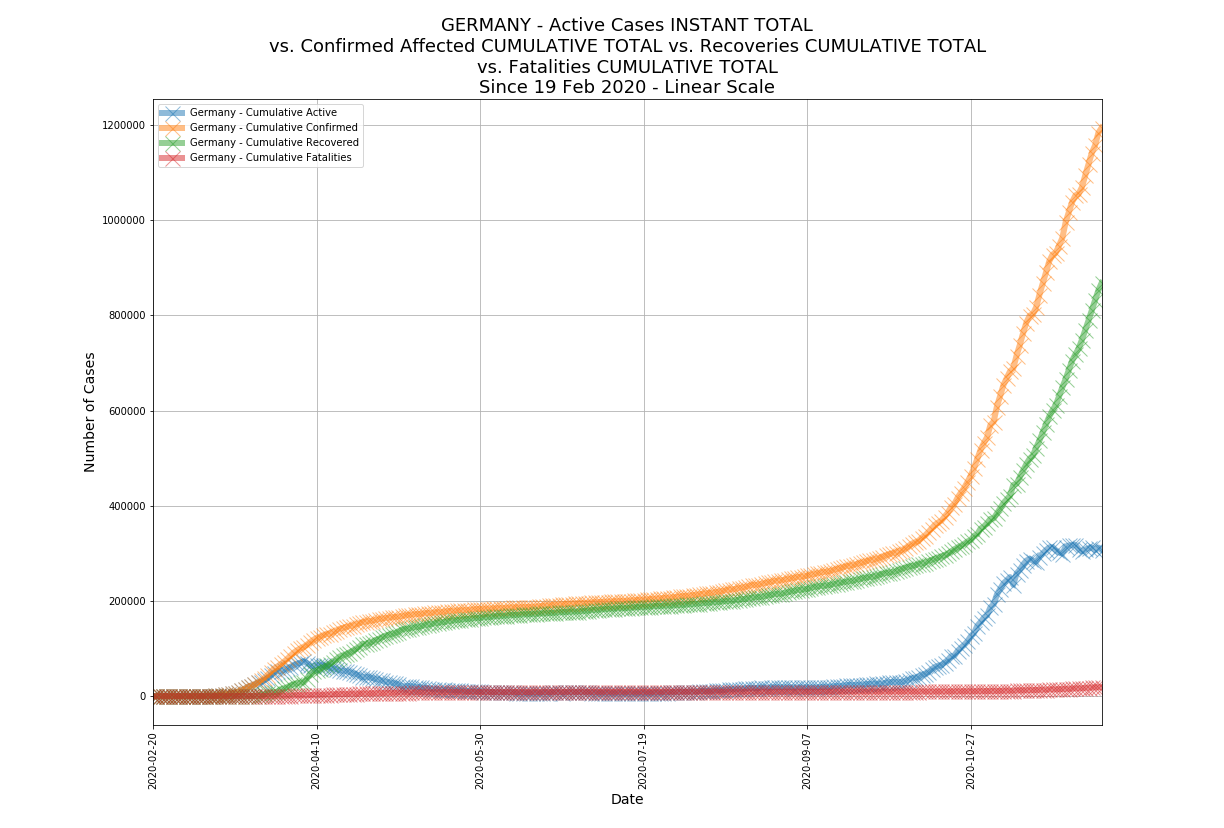 GERMANY - Active Cases INSTANT TOTAL
vs. Confirmed Affected CUMULATIVE TOTAL vs. Recoveries CUMULATIVE TOTAL
vs. Fatalities CUMULATIVE TOTAL
Since 19 Feb 2020 - Linear Scale
Germany - Cumulative Active
Germany - Cumulative Confirmed
Germany - Cumulative Recovered
Germany - Cumulative Fatalities
1200000
1000000
800000
600000
400000
200000
0
Number of Cases
2020-02-20
2020-04-10
2020-05-30
2020-07-19
2020-09-07
2020-10-27
Date